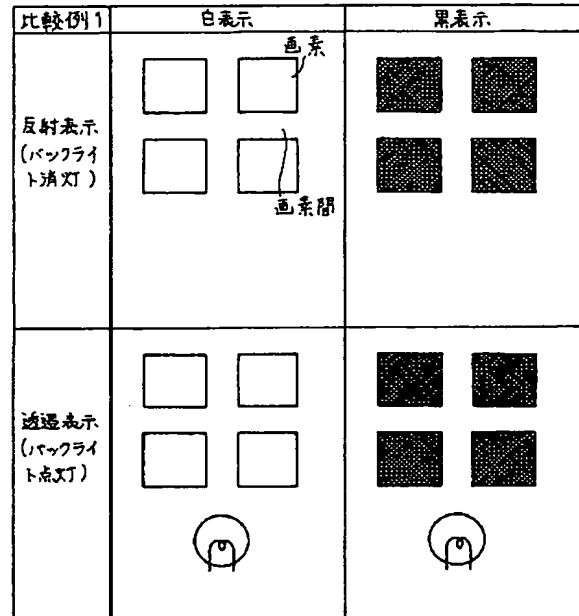 比較例1
白表示
黒表示
画素
画素間
反射表示
(バックライ
ト消灯)
透過表示
(バックライ
ト点灯)